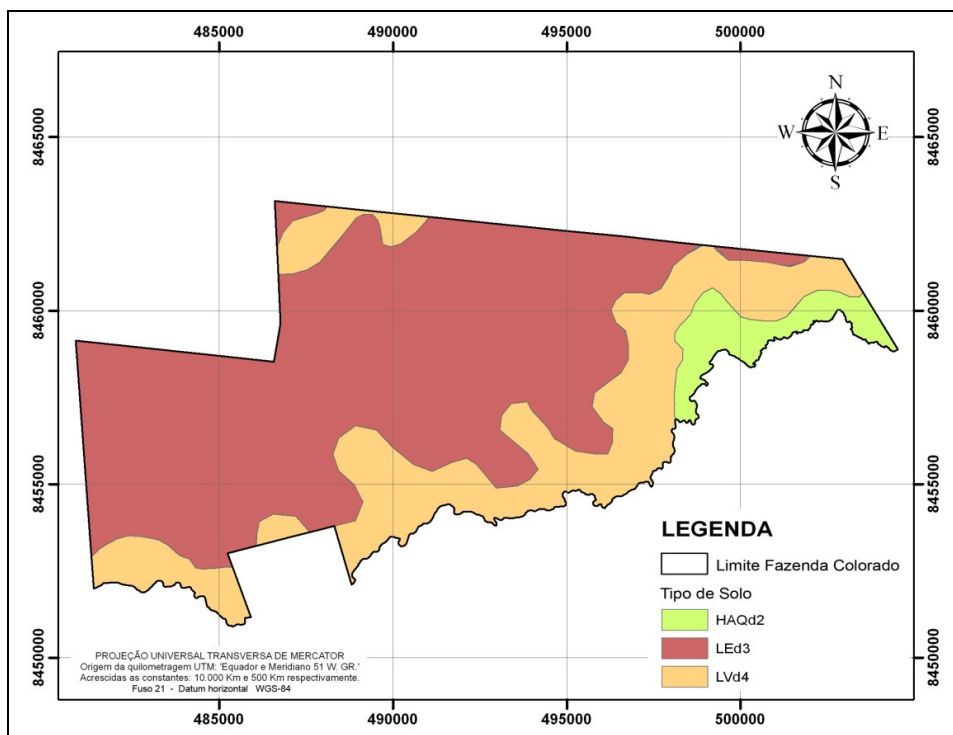 485000 490000 495000 500000
N
W E
S
8465000 8465000
8460000 8460000
8455000 8455000
8450000 8450000
LEGENDA
Limite Fazenda Colorado
Tipo de Solo
HAQd2
LEd3
LVd4
PROJEÇÃO UNIVERSAL TRANSVERSA DE MERCATOR
Origem da quilometragem UTM: 'Equador e Meridiano 51 W. GR.'
Acrescidas as constantes: 10.000 Km e 500 Km respectivamente.
Fuso 21 - Datum horizontal WGS-84
485000 490000 495000 500000